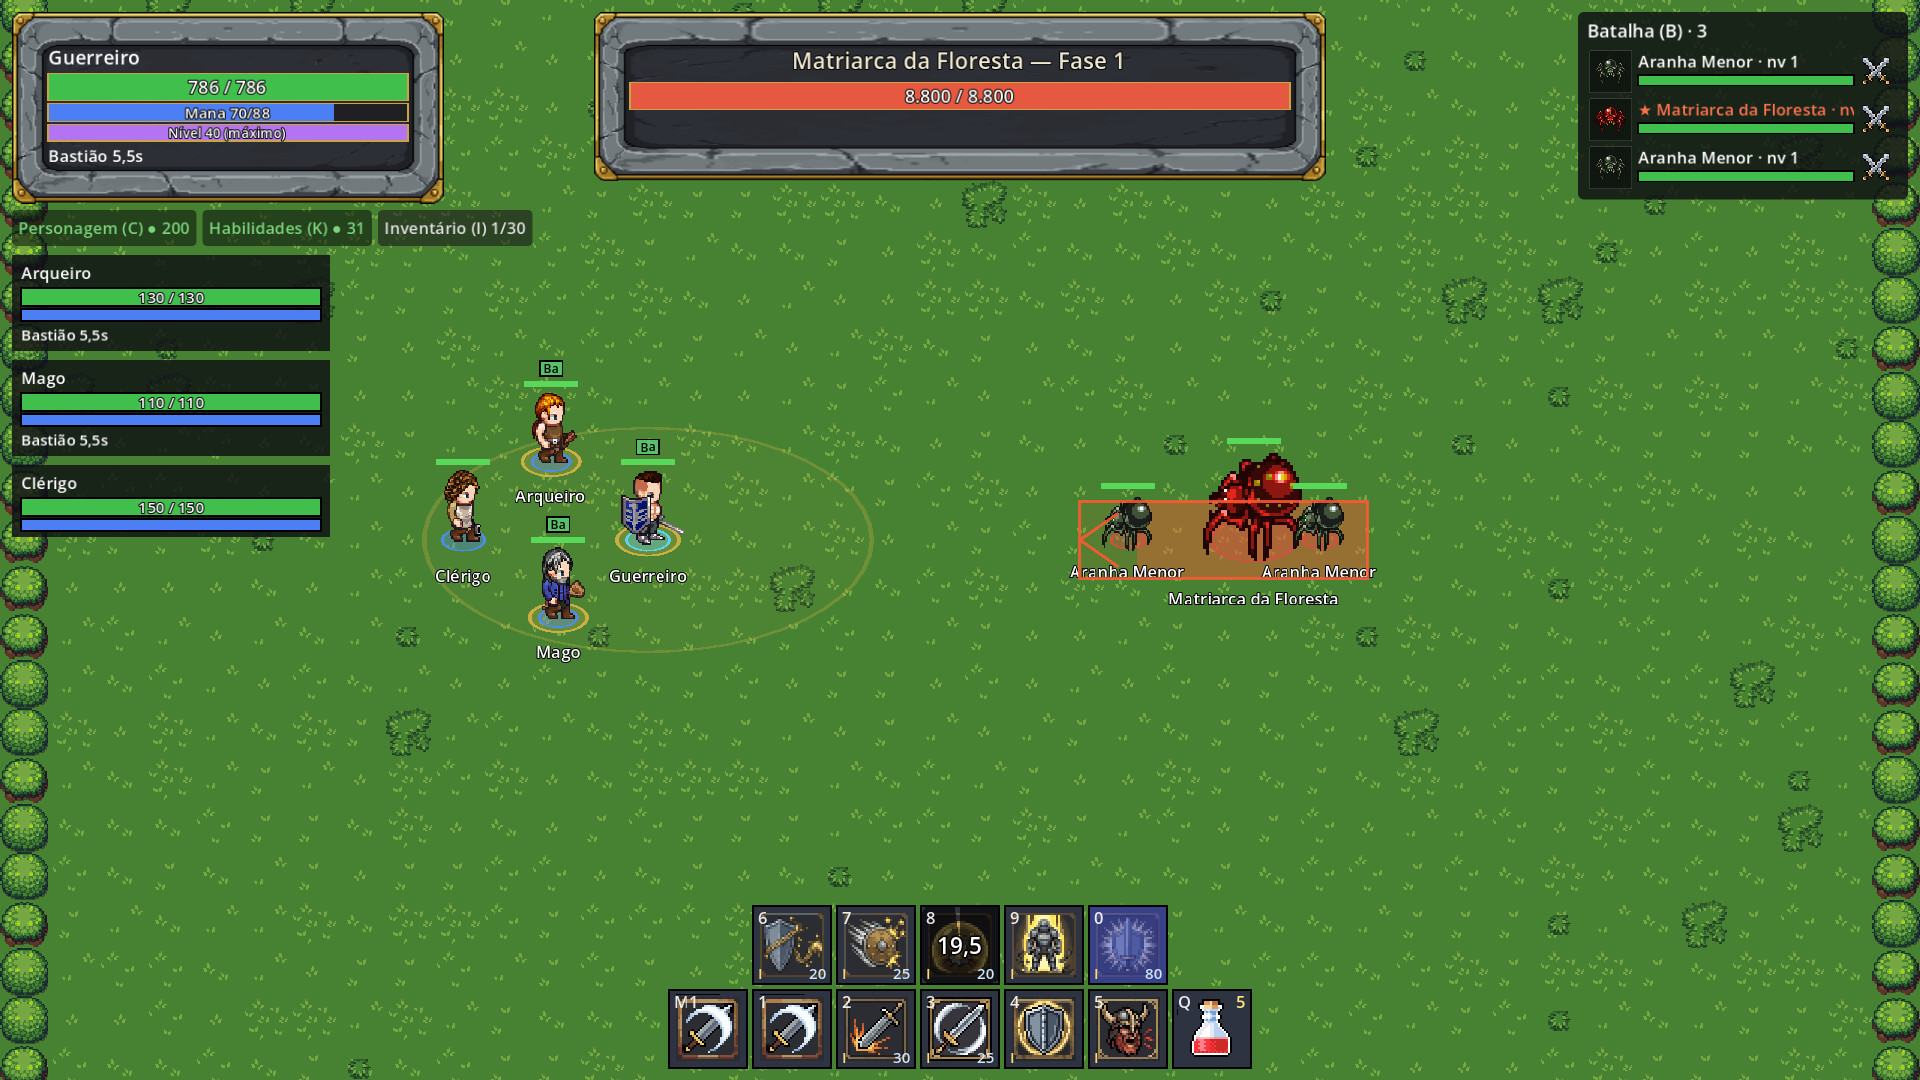 Guerreiro
786 / 786
Mana 70/88
Nível 40 (máximo)
Bastião 5,5s
Matriarca da Floresta — Fase 1
8.800 / 8.800
Batalha (B) · 3
Aranha Menor · nv 1
★ Matriarca da Floresta · nv
Aranha Menor · nv 1
Personagem (C) ● 200
Habilidades (K) ● 31
Inventário (I) 1/30
Arqueiro
130 / 130
Bastião 5,5s
Mago
110 / 110
Bastião 5,5s
Clérigo
150 / 150
Ba
Arqueiro
Ba
Clérigo
Ba
Guerreiro
Mago
Aranha Menor
Aranha Menor
Matriarca da Floresta
6
20
7
25
8
19,5
20
9
0
80
M1
1
2
30
3
25
4
5
Q
5